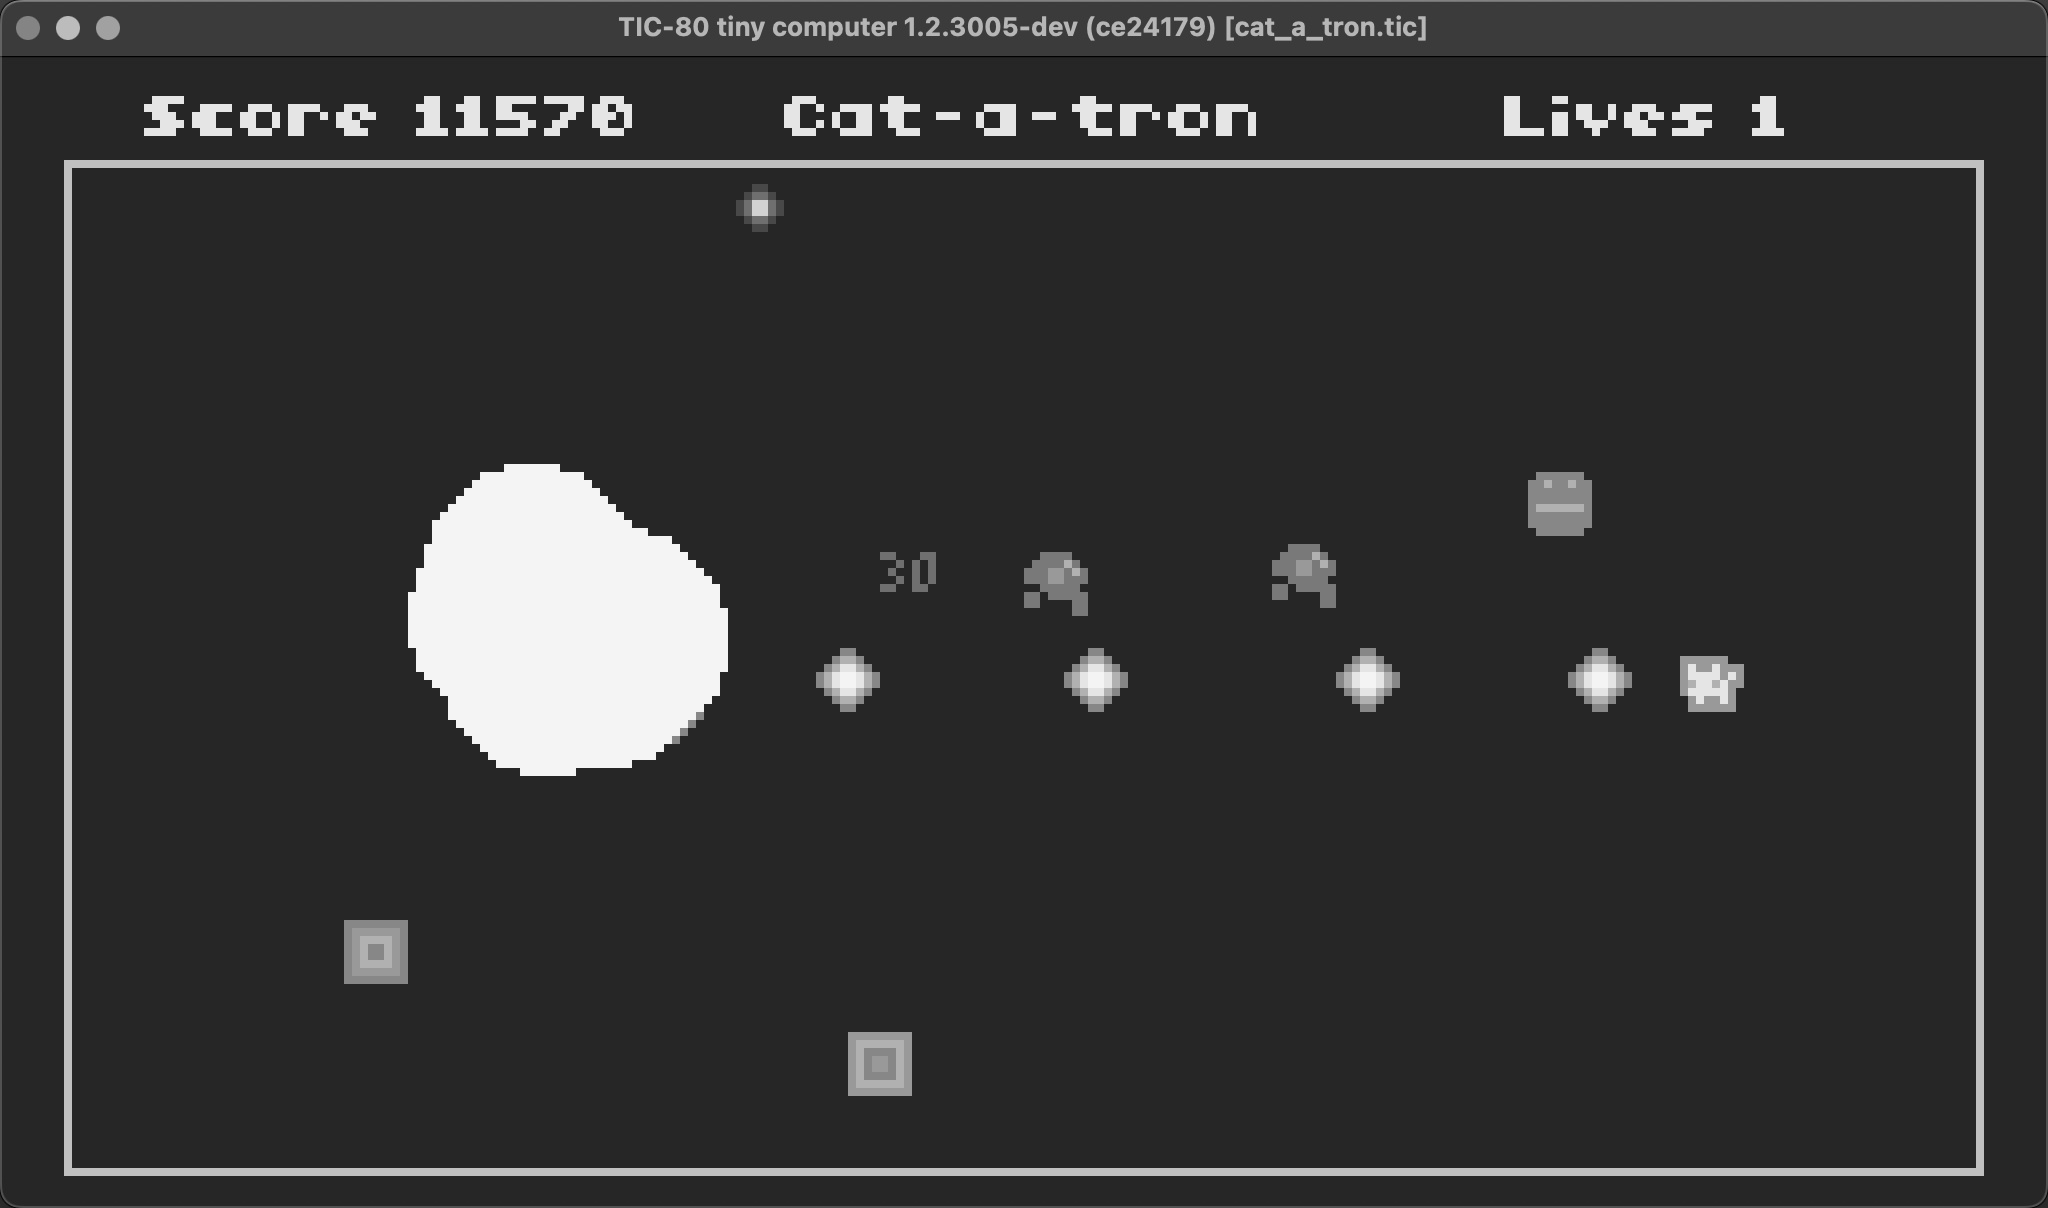 TIC-80 tiny computer 1.2.3005-dev (ce24179) [cat_a_tron.tic]
Score 11570 Cat-a-tron Lives 1
30